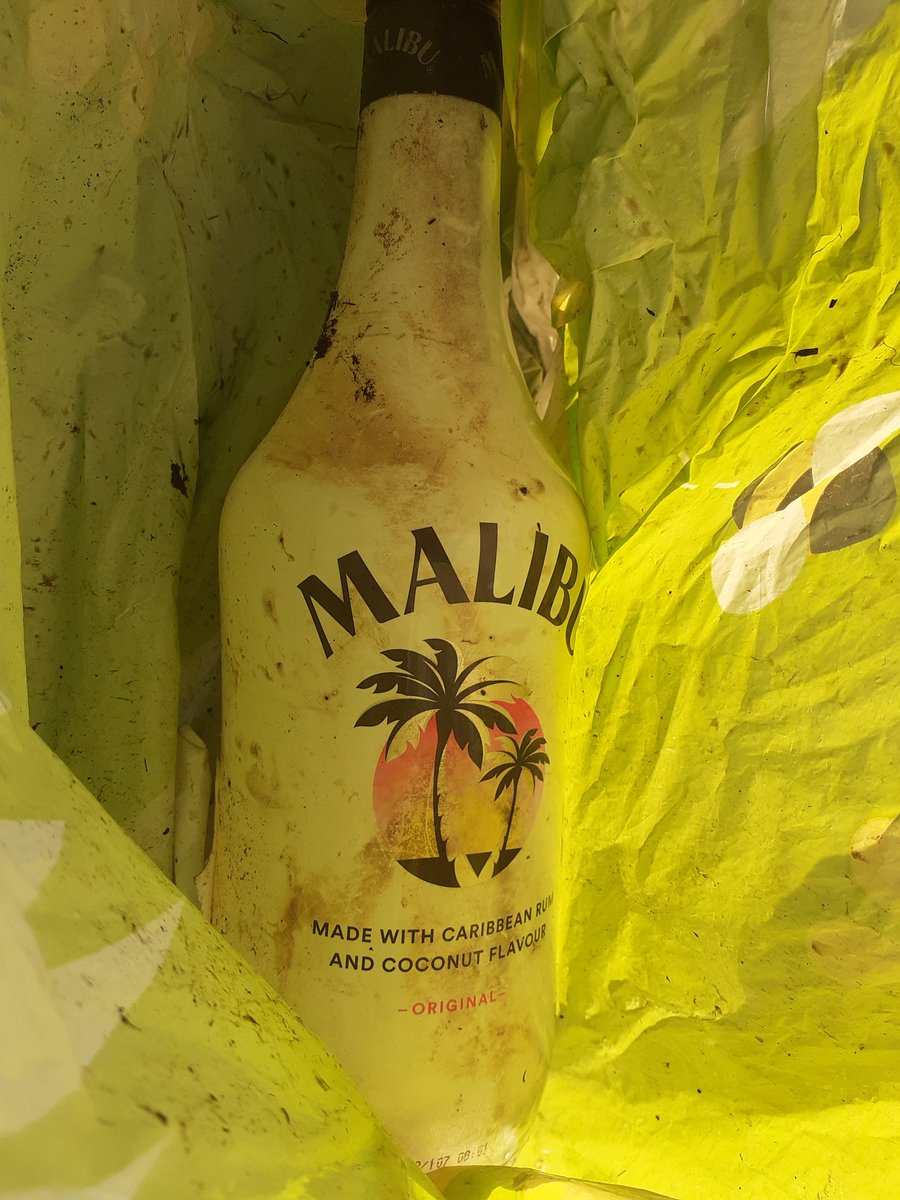 MALIBU
MALIBU
MADE WITH CARIBBEAN RUM
AND COCONUT FLAVOUR
-ORIGINAL-